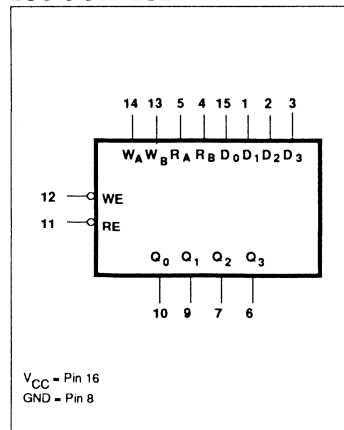 14 13 5 4 15 1 2 3
WA WB RA RB D0 D1 D2 D3
12 WE
11 RE
Q0 Q1 Q2 Q3
10 9 7 6
VCC = Pin 16
GND = Pin 8